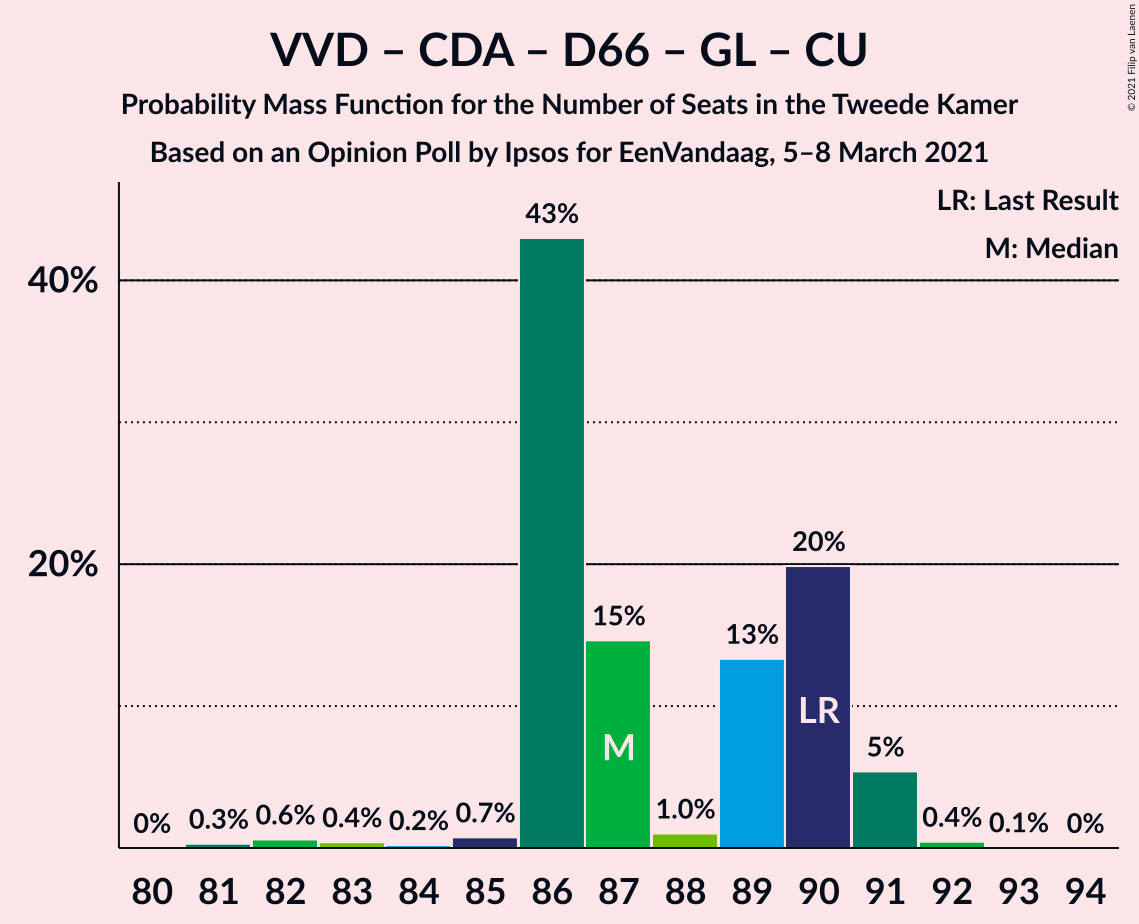 VVD – CDA – D66 – GL – CU
Probability Mass Function for the Number of Seats in the Tweede Kamer
Based on an Opinion Poll by Ipsos for EenVandaag, 5–8 March 2021
© 2021 Filip van Laenen
LR: Last Result
M: Median
40%
20%
0% 0.3% 0.6% 0.4% 0.2% 0.7% 43% 15% 1.0% 13% 20% 5% 0.4% 0.1% 0%
M
LR
80 81 82 83 84 85 86 87 88 89 90 91 92 93 94